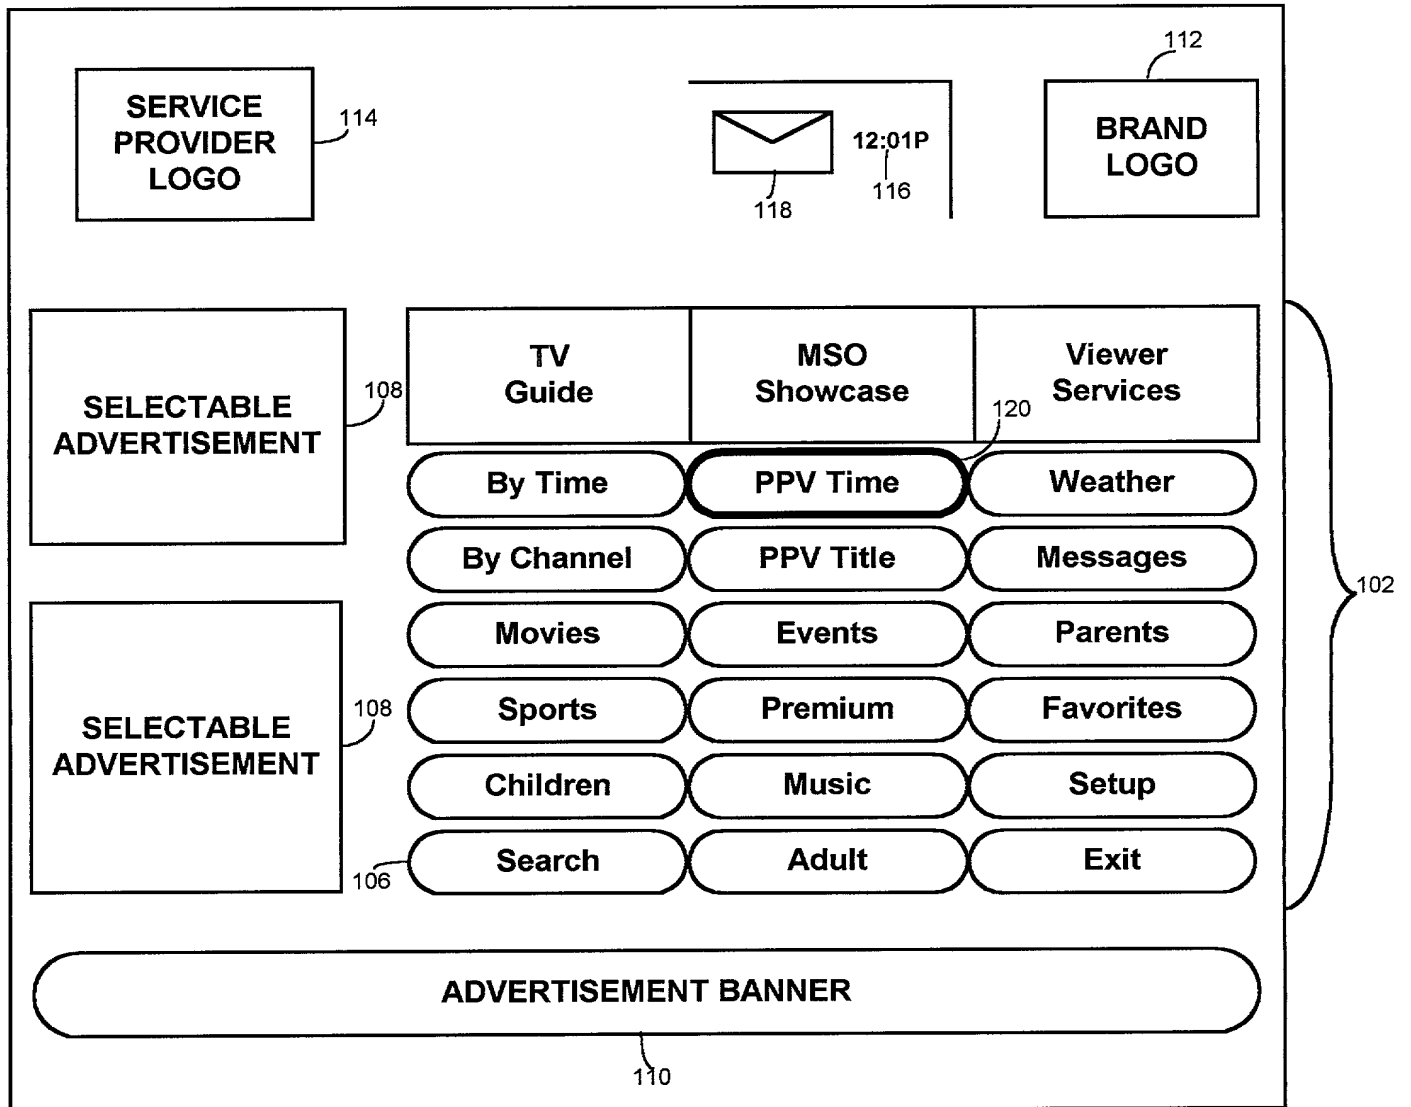 112
SERVICE
PROVIDER
LOGO
114
12:01P
116
118
BRAND
LOGO
SELECTABLE
ADVERTISEMENT
108
TV
Guide
MSO
Showcase
Viewer
Services
120
By Time
PPV Time
Weather
By Channel
PPV Title
Messages
102
Movies
Events
Parents
SELECTABLE
ADVERTISEMENT
108
Sports
Premium
Favorites
Children
Music
Setup
106
Search
Adult
Exit
ADVERTISEMENT BANNER
110